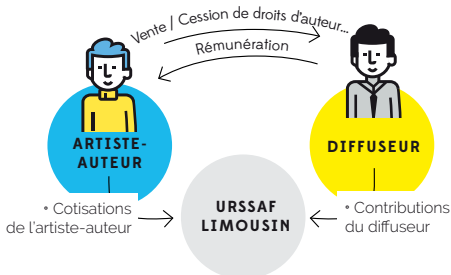 Vente / Cession de droits d'auteur...
Rémunération
ARTISTE-
AUTEUR
DIFFUSEUR
URSSAF
LIMOUSIN
• Cotisations
de l'artiste-auteur
• Contributions
du diffuseur